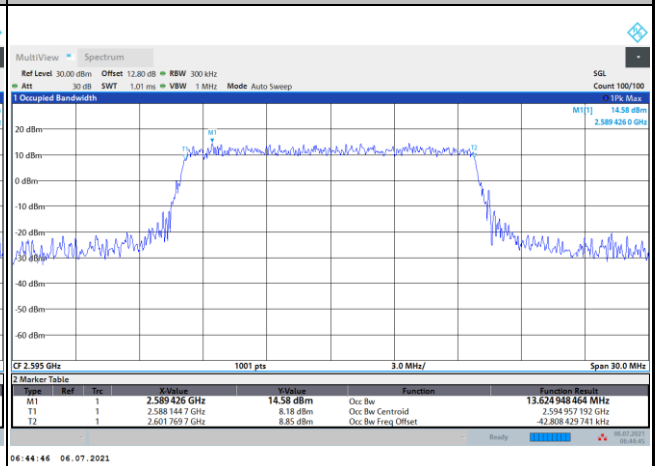 MultiView Spectrum
Ref Level 30.00 dBm Offset 12.80 dB RBW 300 kHz SGL
Att 30 dB SWT 1.01 ms VBW 1 MHz Mode Auto Sweep Count 100/100
1 Occupied Bandwidth 1Pk Max
M1[1] 14.58 dBm
2.589 426 0 GHz
20 dBm
M1
T1
T2
10 dBm
0 dBm
-10 dBm
-20 dBm
-30 dBm
-40 dBm
-50 dBm
-60 dBm
CF 2.595 GHz 1001 pts 3.0 MHz/ Span 30.0 MHz
2 Marker Table
Type Ref Trc X-Value Y-Value Function Function Result
M1 1 2.589 426 GHz 14.58 dBm Occ Bw 13.624 948 464 MHz
T1 1 2.588 144 7 GHz 8.18 dBm Occ Bw Centroid 2.594 957 192 GHz
T2 1 2.601 769 7 GHz 8.85 dBm Occ Bw Freq Offset -42.808 429 741 kHz
Ready 06.07.2021
06:44:45
06:44:46 06.07.2021